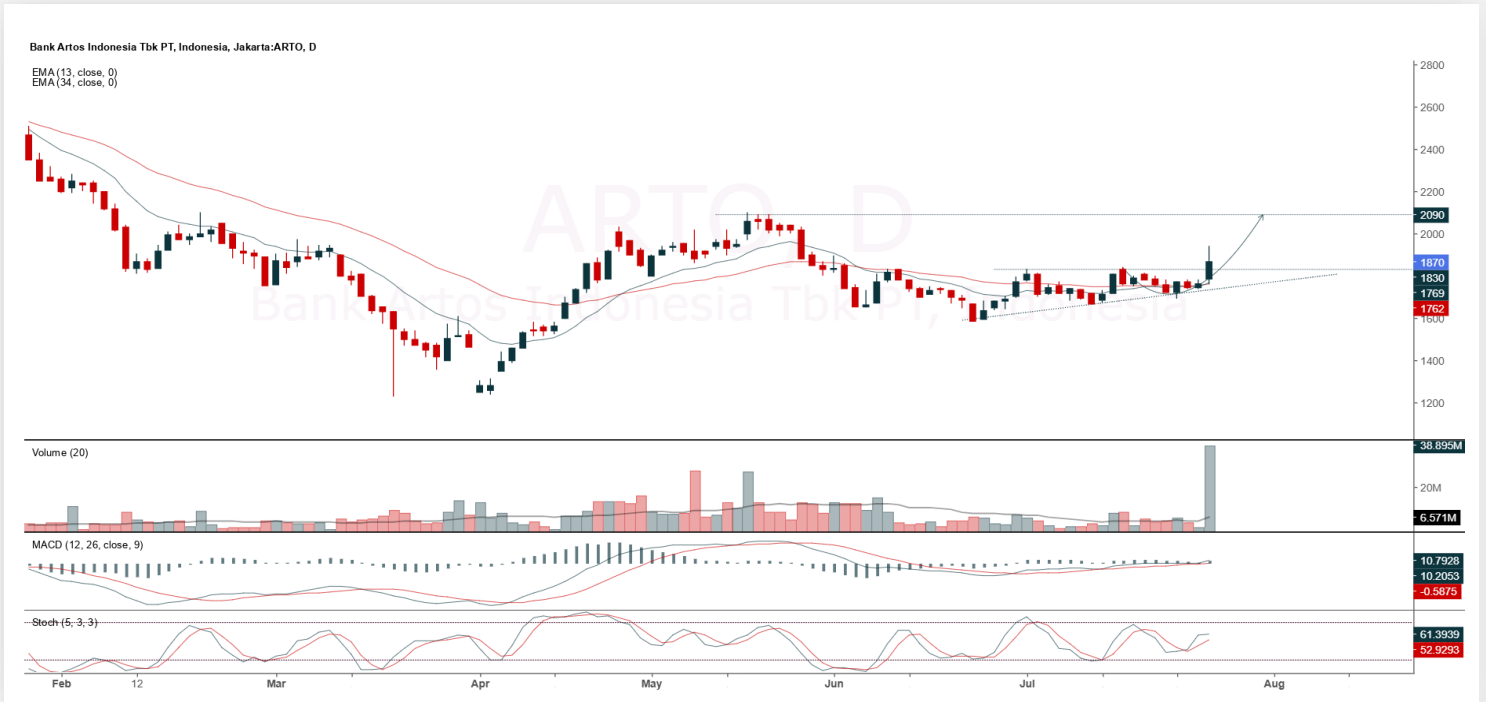 Bank Artos Indonesia Tbk PT, Indonesia, Jakarta:ARTO, D
EMA (13, close, 0)
EMA (34, close, 0)
ARTO, D
Bank Artos Indonesia Tbk PT, Indonesia
2800
2600
2400
2200
2090
2000
1870
1830
1769
1762
1600
1400
1200
Volume (20)
38.895M
20M
6.571M
MACD (12, 26, close, 9)
10.7928
10.2053
-0.5875
Stoch (5, 3, 3)
61.3939
52.9293
Feb 12 Mar Apr May Jun Jul Aug